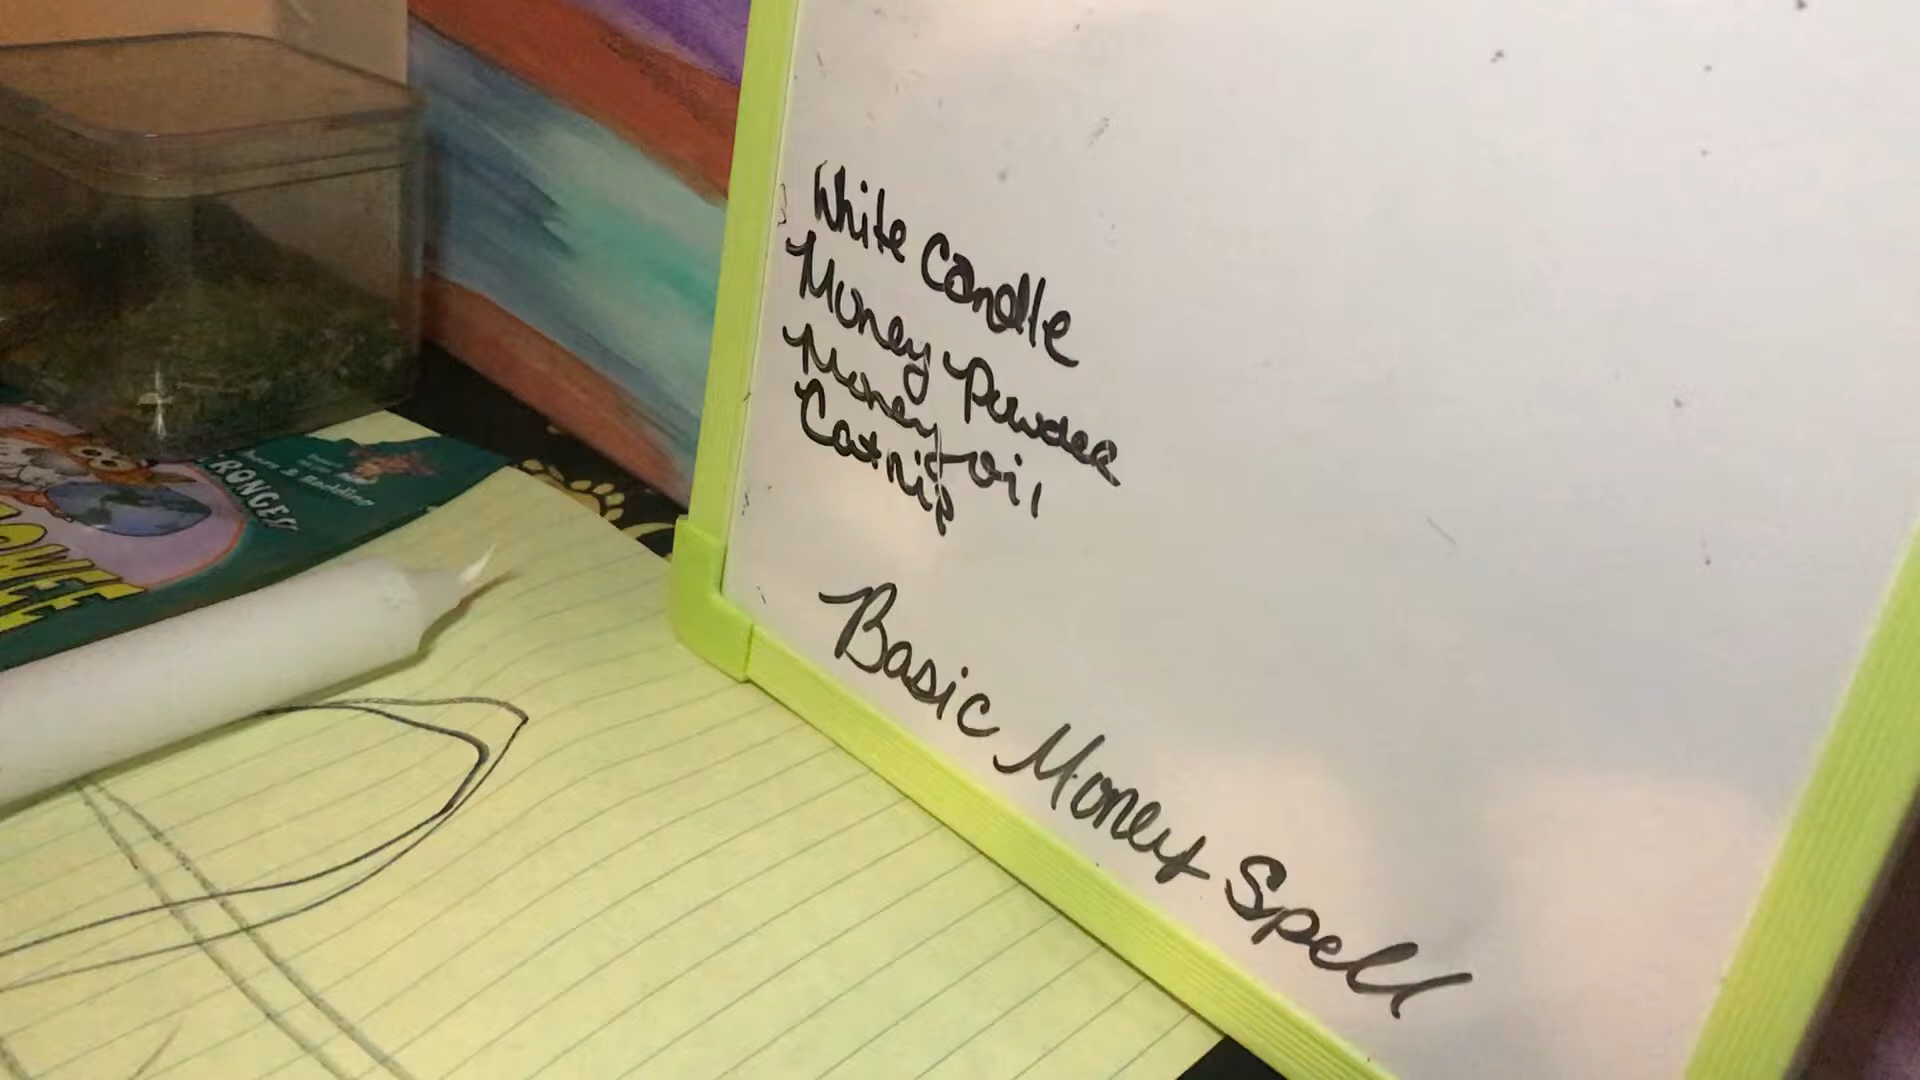 White Candle
Money Powder
Money Oil
Catnip
Basic Money Spell